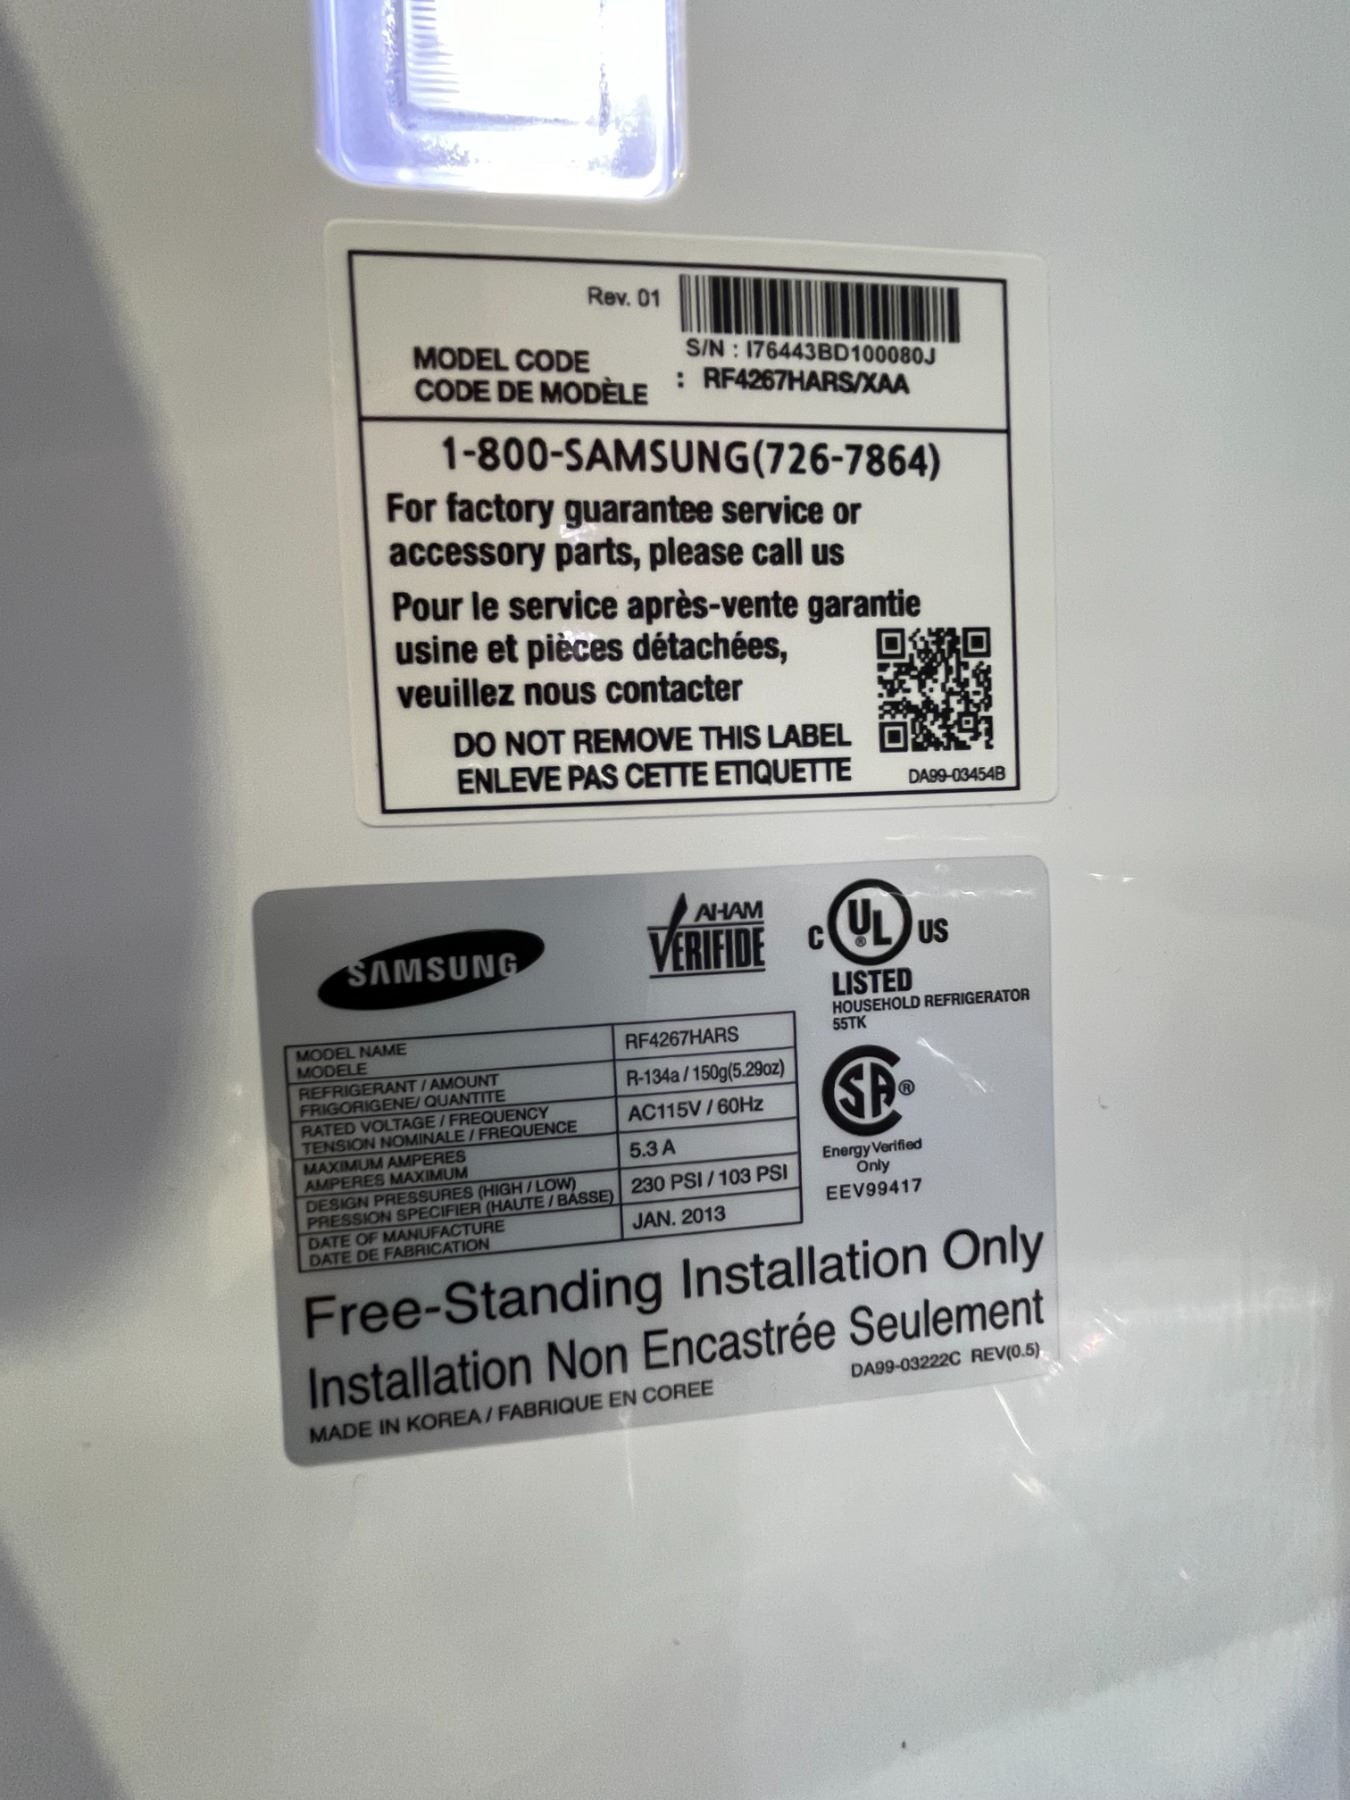 Rev. 01
S/N : I76443BD100080J
MODEL CODE
CODE DE MODÈLE : RF4267HARS/XAA
1-800-SAMSUNG(726-7864)
For factory guarantee service or
accessory parts, please call us
Pour le service après-vente garantie
usine et pièces détachées,
veuillez nous contacter
DO NOT REMOVE THIS LABEL
ENLEVE PAS CETTE ETIQUETTE
DA99-03454B
SAMSUNG
AHAM
VERIFIDE
C UL® US
LISTED
HOUSEHOLD REFRIGERATOR
55TK
MODEL NAME
MODELE
RF4267HARS
REFRIGERANT / AMOUNT
FRIGORIGENE/ QUANTITE
R-134a / 150g(5.29oz)
RATED VOLTAGE / FREQUENCY
TENSION NOMINALE / FREQUENCE
AC115V / 60Hz
MAXIMUM AMPERES
AMPERES MAXIMUM
5.3 A
DESIGN PRESSURES (HIGH / LOW)
PRESSION SPECIFIER (HAUTE / BASSE)
230 PSI / 103 PSI
DATE OF MANUFACTURE
DATE DE FABRICATION
JAN. 2013
SA®
Energy Verified
Only
EEV99417
Free-Standing Installation Only
Installation Non Encastrée Seulement
DA99-03222C REV(0.5)
MADE IN KOREA / FABRIQUE EN COREE